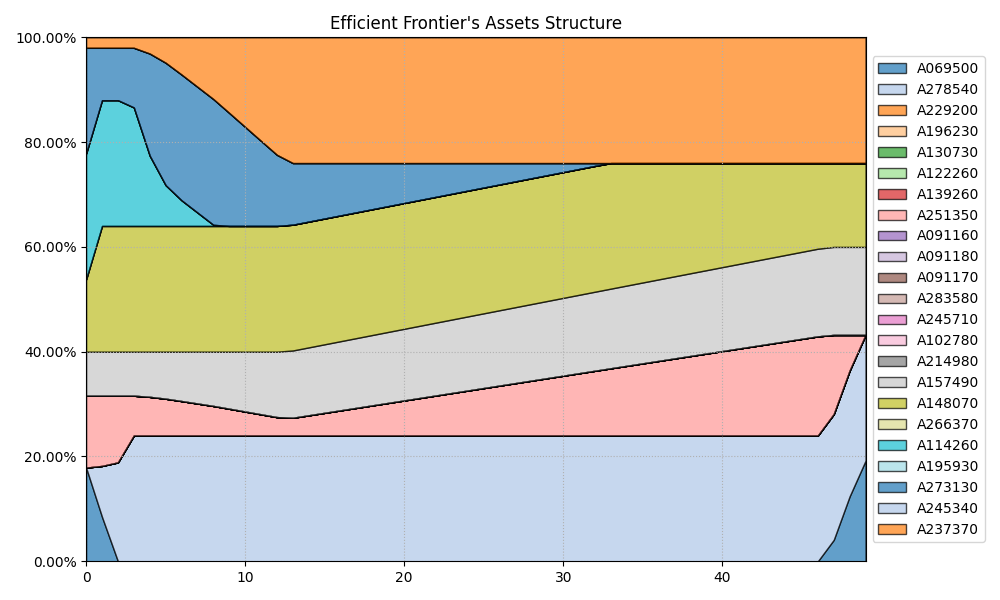 Efficient Frontier's Assets Structure
100.00%
80.00%
60.00%
40.00%
20.00%
0.00%
0
10
20
30
40
A069500
A278540
A229200
A196230
A130730
A122260
A139260
A251350
A091160
A091180
A091170
A283580
A245710
A102780
A214980
A157490
A148070
A266370
A114260
A195930
A273130
A245340
A237370